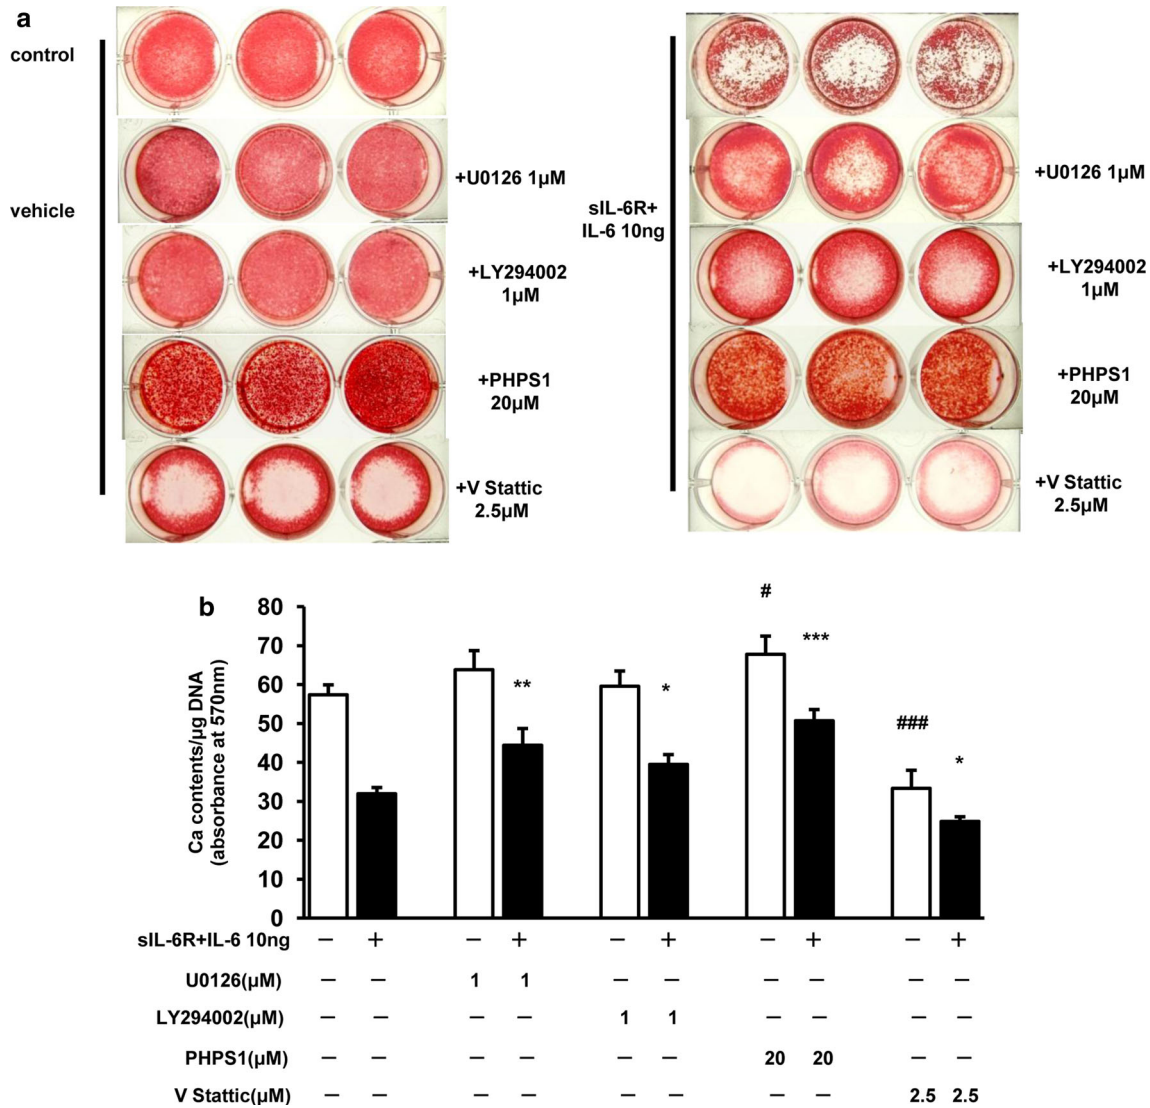 a
control
vehicle
+U0126 1µM
+LY294002
1µM
+PHPS1
20µM
+V Stattic
2.5µM
sIL-6R+
IL-6 10ng
+U0126 1µM
+LY294002
1µM
+PHPS1
20µM
+V Stattic
2.5µM
b
Ca contents/µg DNA
(absorbance at 570nm)
80
70
60
50
40
30
20
10
0
#
***
**
*
###
*
sIL-6R+IL-6 10ng − + − + − + − + − +
U0126(µM) − − 1 1 − − − − − −
LY294002(µM) − − − − 1 1 − − − −
PHPS1(µM) − − − − − − 20 20 − −
V Stattic(µM) − − − − − − − − 2.5 2.5